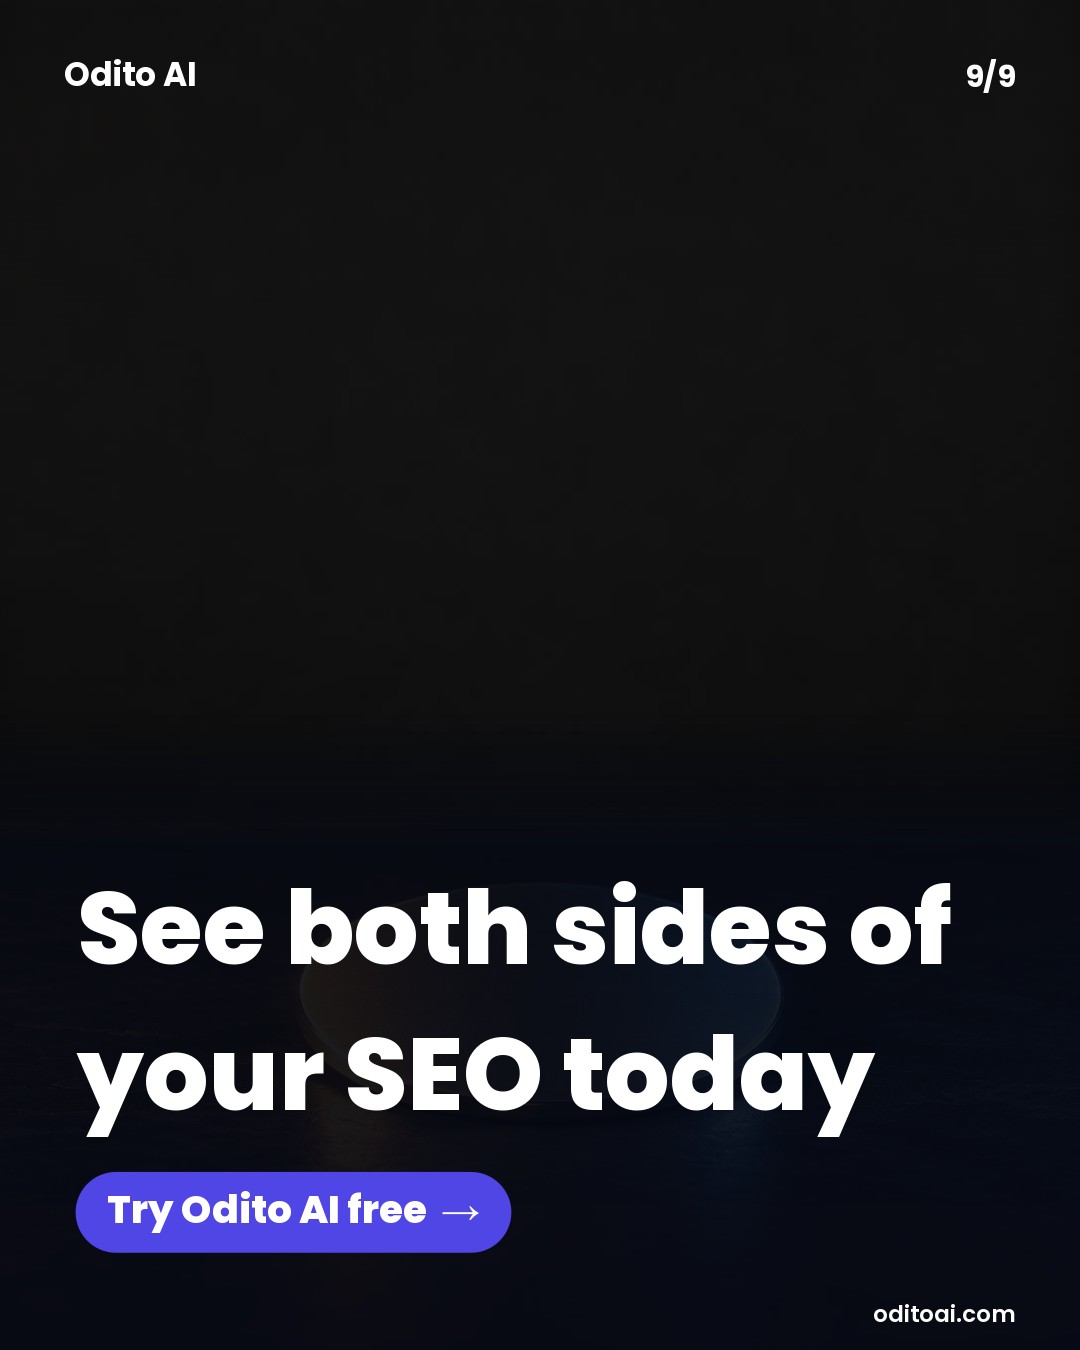 Odito AI
9/9
See both sides of
your SEO today
Try Odito AI free →
oditoai.com